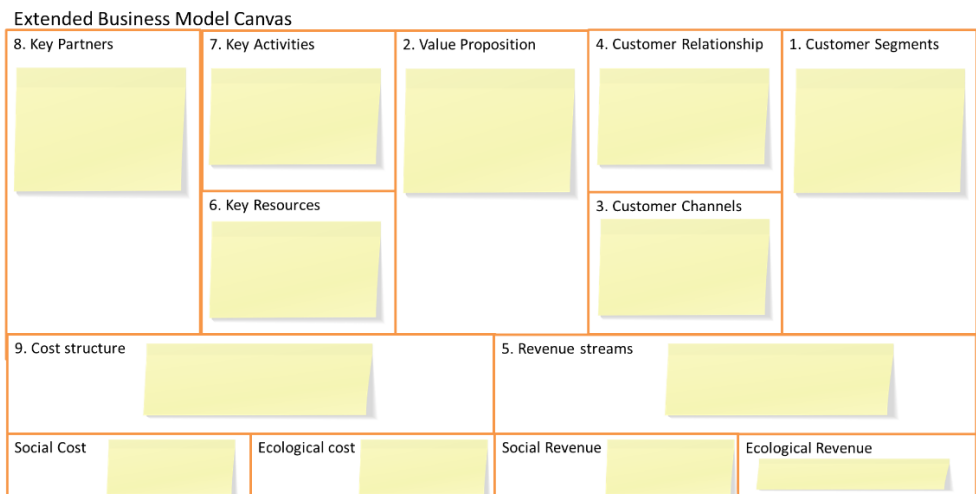 Extended Business Model Canvas
8. Key Partners
7. Key Activities
2. Value Proposition
4. Customer Relationship
1. Customer Segments
6. Key Resources
3. Customer Channels
9. Cost structure
5. Revenue streams
Social Cost
Ecological cost
Social Revenue
Ecological Revenue